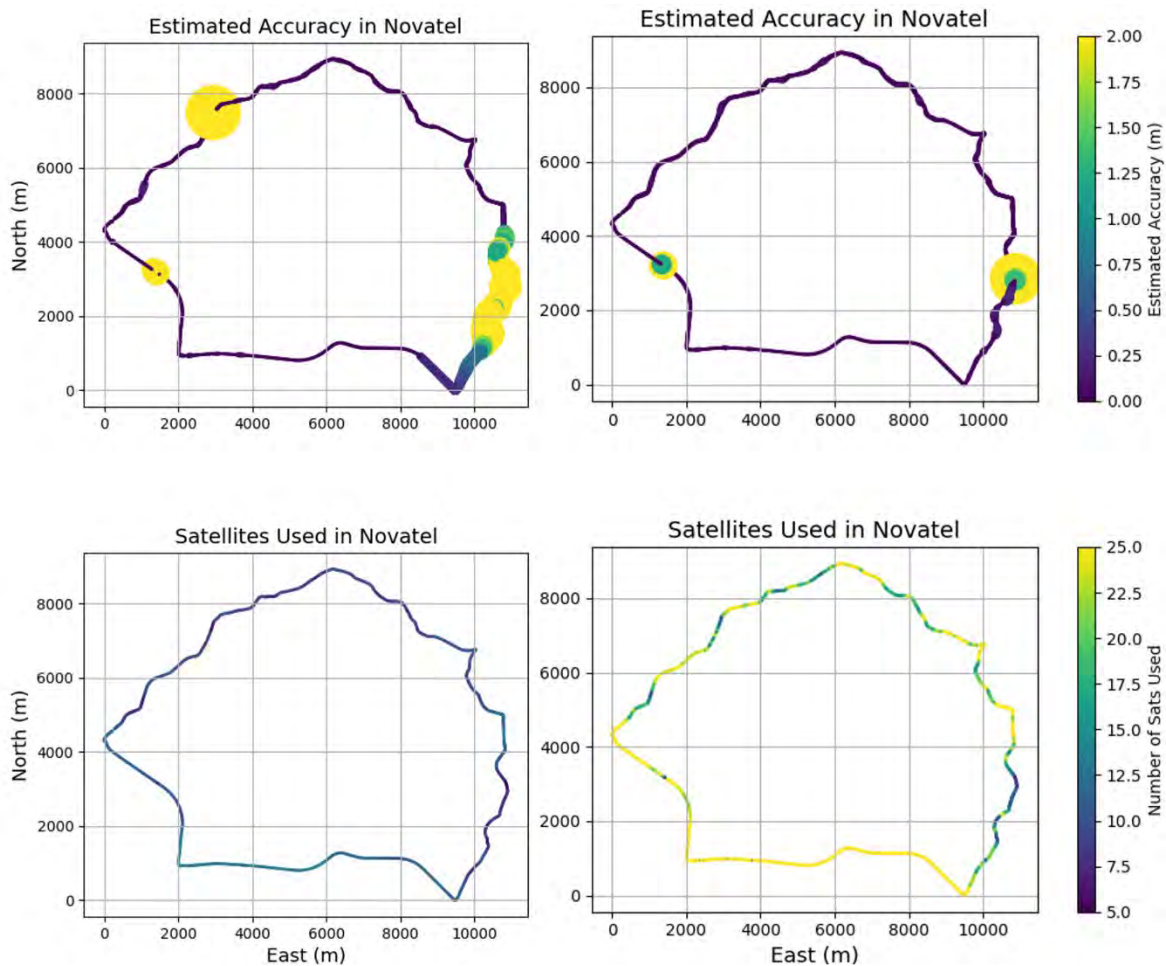 Estimated Accuracy in Novatel
Estimated Accuracy in Novatel
North (m)
8000
6000
4000
2000
0
0 2000 4000 6000 8000 10000
8000
6000
4000
2000
0
0 2000 4000 6000 8000 10000
2.00
1.75
1.50
1.25
1.00
0.75
0.50
0.25
0.00
Estimated Accuracy (m)
Satellites Used in Novatel
Satellites Used in Novatel
North (m)
8000
6000
4000
2000
0
0 2000 4000 6000 8000 10000
East (m)
8000
6000
4000
2000
0
0 2000 4000 6000 8000 10000
East (m)
25.0
22.5
20.0
17.5
15.0
12.5
10.0
7.5
5.0
Number of Sats Used